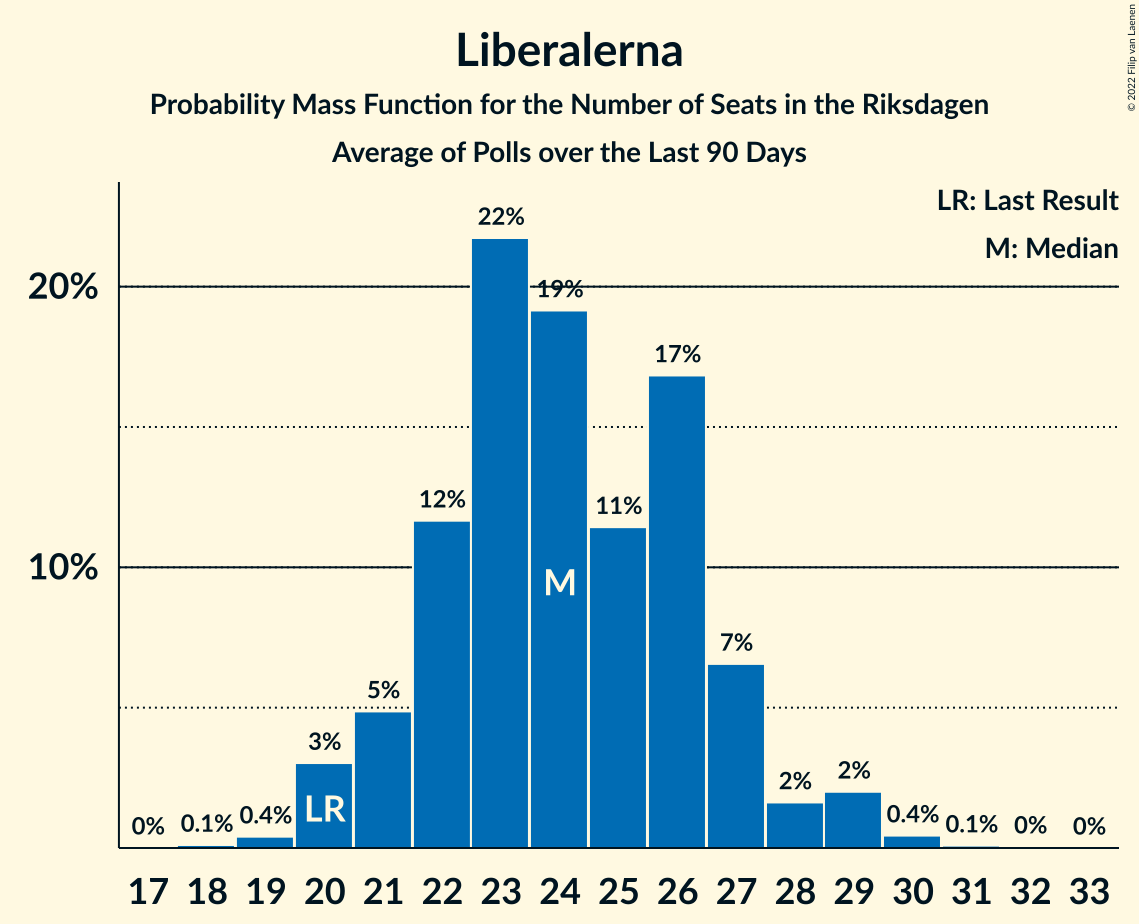 Liberalerna
Probability Mass Function for the Number of Seats in the Riksdagen
Average of Polls over the Last 90 Days
© 2022 Filip van Laenen
LR: Last Result
M: Median
20%
10%
0%
0.1%
0.4%
3%
5%
12%
22%
19%
11%
17%
7%
2%
2%
0.4%
0.1%
0%
0%
LR
M
17 18 19 20 21 22 23 24 25 26 27 28 29 30 31 32 33